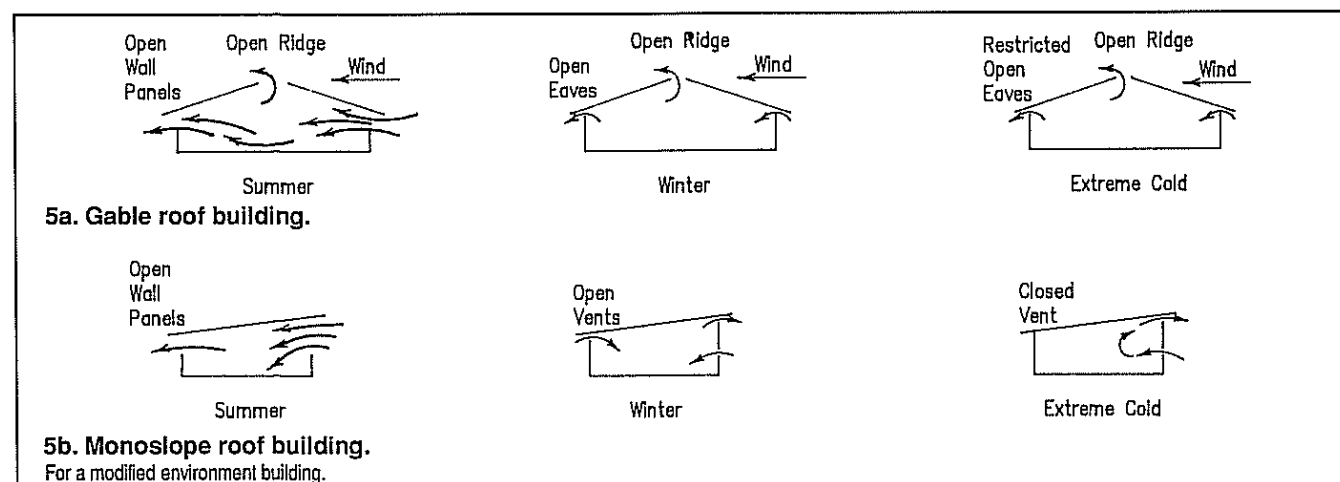 Open
Wall
Panels
Open Ridge
Wind
Summer
Open
Eaves
Open Ridge
Wind
Winter
Restricted
Open
Eaves
Open Ridge
Wind
Extreme Cold
5a. Gable roof building.
Open
Wall
Panels
Summer
Open
Vents
Winter
Closed
Vent
Extreme Cold
5b. Monoslope roof building.
For a modified environment building.